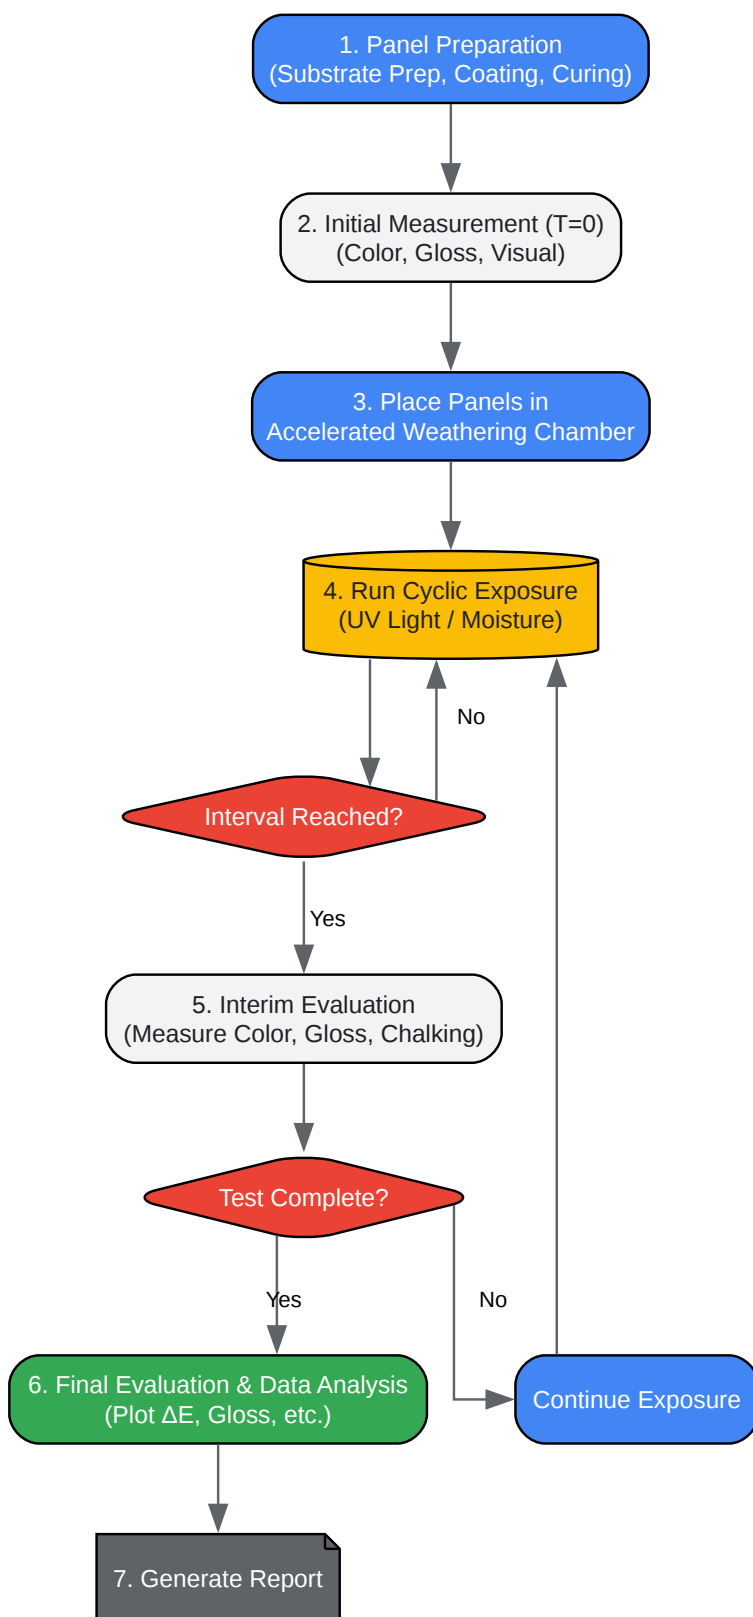 1. Panel Preparation
(Substrate Prep, Coating, Curing)
2. Initial Measurement (T=0)
(Color, Gloss, Visual)
3. Place Panels in
Accelerated Weathering Chamber
4. Run Cyclic Exposure
(UV Light / Moisture)
No
Interval Reached?
Yes
5. Interim Evaluation
(Measure Color, Gloss, Chalking)
Test Complete?
Yes
No
6. Final Evaluation & Data Analysis
(Plot ΔE, Gloss, etc.)
Continue Exposure
7. Generate Report